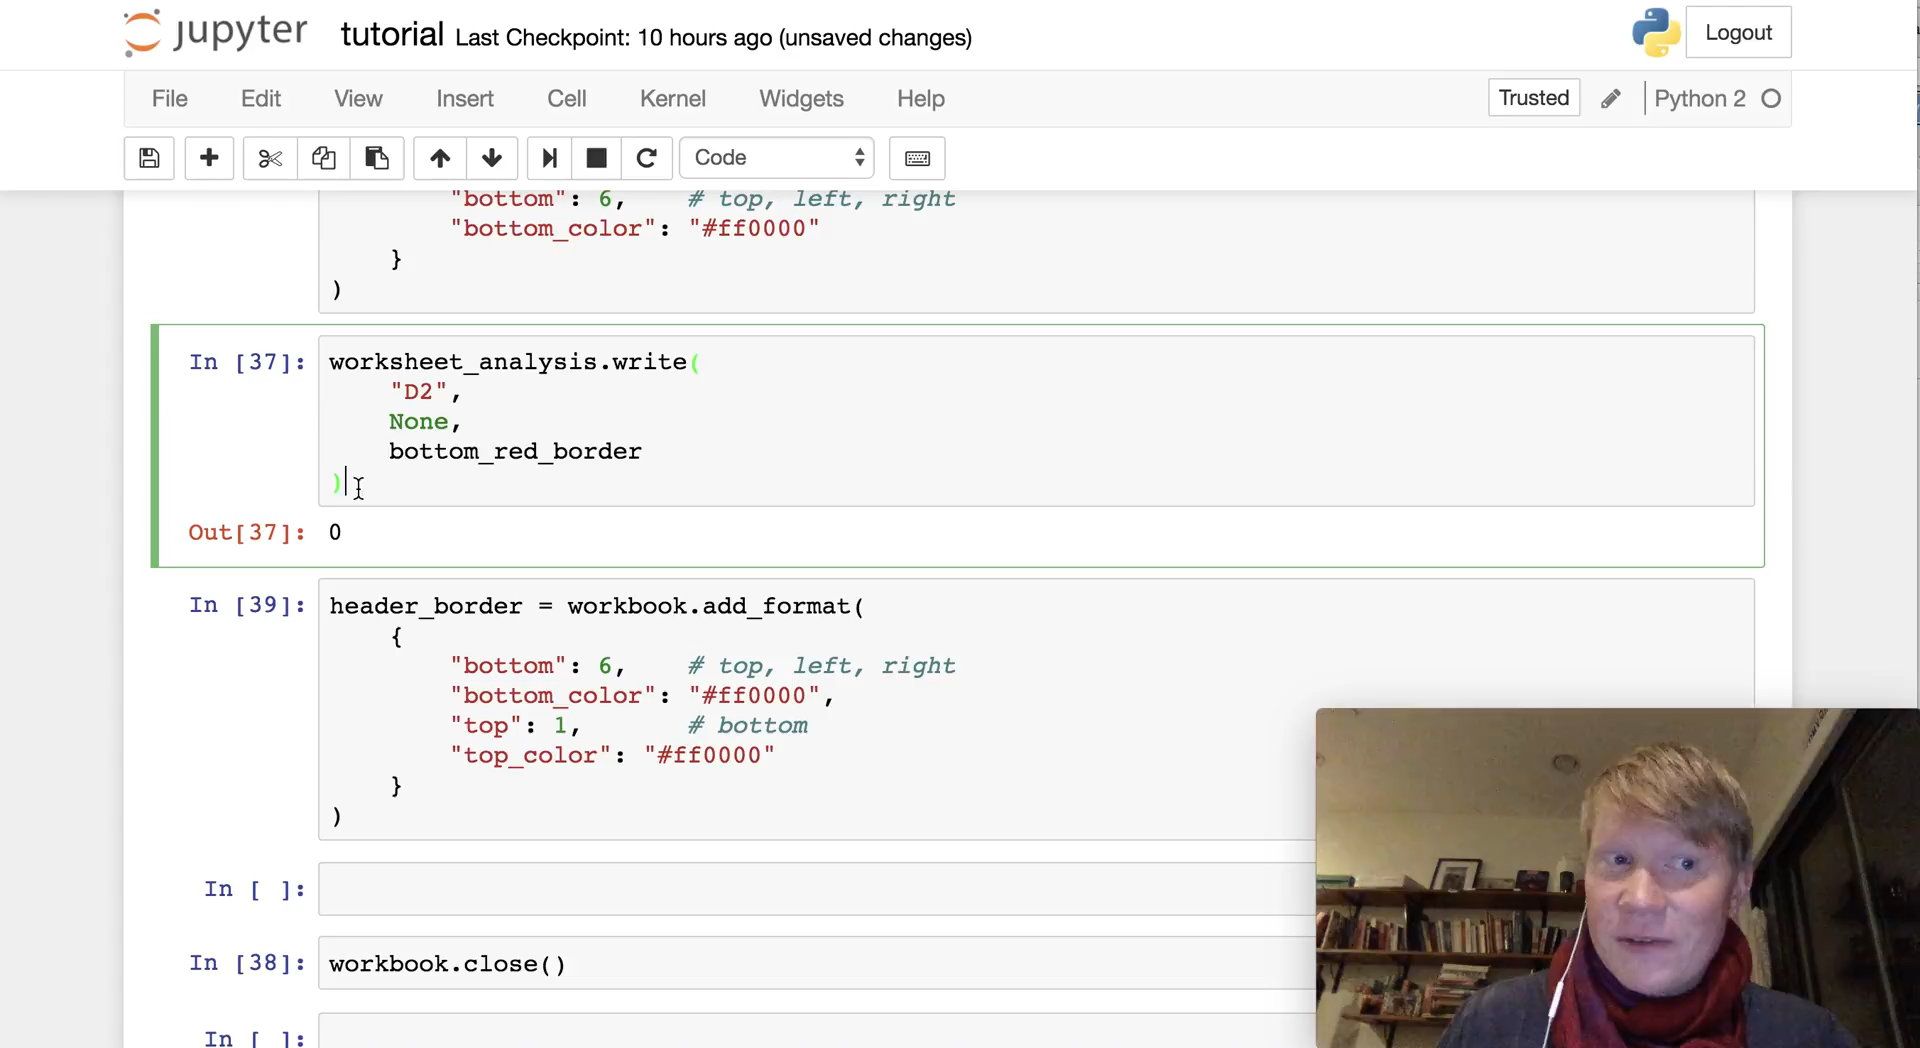 jupyter tutorial Last Checkpoint: 10 hours ago (unsaved changes) Logout
File Edit View Insert Cell Kernel Widgets Help Trusted Python 2
Code
"bottom": 6, # top, left, right
"bottom_color": "#ff0000"
}
)
In [37]: worksheet_analysis.write(
"D2",
None,
bottom_red_border
)
Out[37]: 0
In [39]: header_border = workbook.add_format(
{
"bottom": 6, # top, left, right
"bottom_color": "#ff0000",
"top": 1, # bottom
"top_color": "#ff0000"
}
)
In [ ]:
In [38]: workbook.close()
In [ ]: